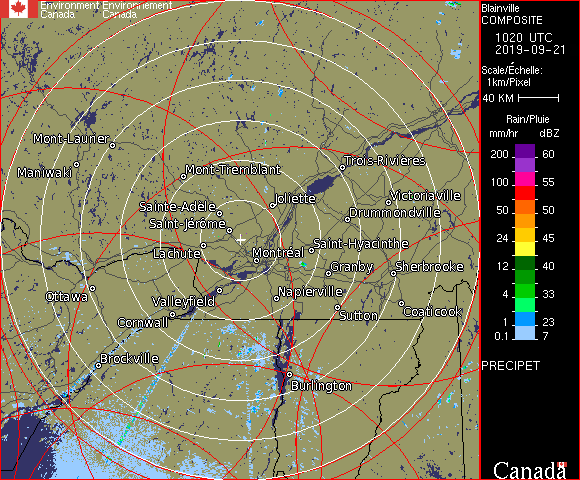 Environment Environnement
Canada Canada
Blainville
COMPOSITE
1020 UTC
2019-09-21
Scale/Échelle:
1km/Pixel
40 KM
Rain/Pluie
mm/hr dBZ
200 60
100 55
50 50
24 45
12 40
4 33
1 23
0.1 7
PRECIPET
Canada
Mont-Laurier
Maniwaki
Mont-Tremblant
Trois-Rivières
Sainte-Adèle
Joliette
Victoriaville
Saint-Jérôme
Drummondville
Lachute
Montréal
Saint-Hyacinthe
Granby
Sherbrooke
Ottawa
Valleyfield
Napierville
Cornwall
Sutton
Coaticook
Brockville
Burlington